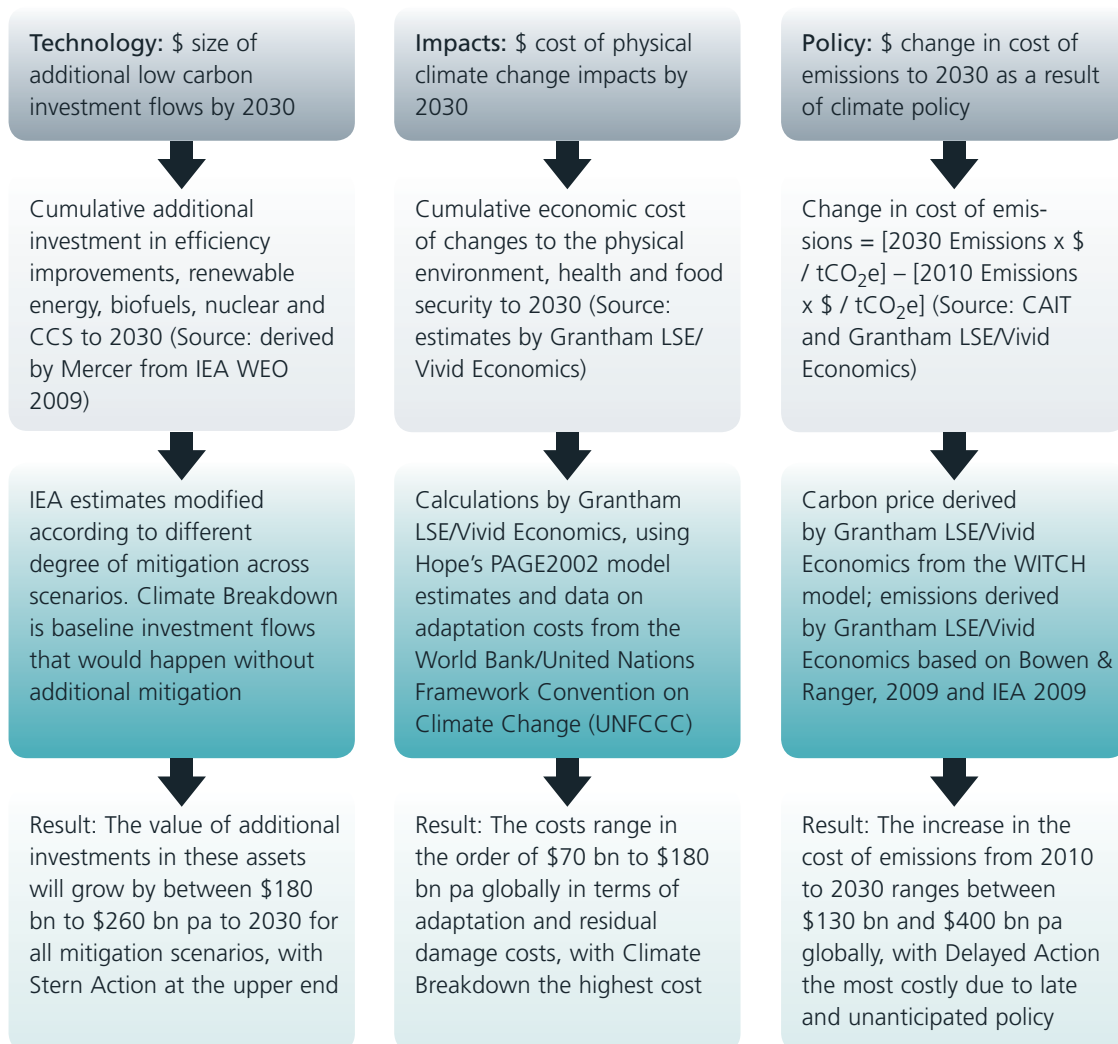 Technology: $ size of
additional low carbon
investment flows by 2030
Cumulative additional
investment in efficiency
improvements, renewable
energy, biofuels, nuclear and
CCS to 2030 (Source: derived
by Mercer from IEA WEO
2009)
IEA estimates modified
according to different
degree of mitigation across
scenarios. Climate Breakdown
is baseline investment flows
that would happen without
additional mitigation
Result: The value of additional
investments in these assets
will grow by between $180
bn to $260 bn pa to 2030 for
all mitigation scenarios, with
Stern Action at the upper end
Impacts: $ cost of physical
climate change impacts by
2030
Cumulative economic cost
of changes to the physical
environment, health and food
security to 2030 (Source:
estimates by Grantham LSE/
Vivid Economics)
Calculations by Grantham
LSE/Vivid Economics, using
Hope's PAGE2002 model
estimates and data on
adaptation costs from the
World Bank/United Nations
Framework Convention on
Climate Change (UNFCCC)
Result: The costs range in
the order of $70 bn to $180
bn pa globally in terms of
adaptation and residual
damage costs, with Climate
Breakdown the highest cost
Policy: $ change in cost of
emissions to 2030 as a result
of climate policy
Change in cost of emis-
sions = [2030 Emissions x $
/ tCO₂e] – [2010 Emissions
x $ / tCO₂e] (Source: CAIT
and Grantham LSE/Vivid
Economics)
Carbon price derived
by Grantham LSE/Vivid
Economics from the WITCH
model; emissions derived
by Grantham LSE/Vivid
Economics based on Bowen &
Ranger, 2009 and IEA 2009
Result: The increase in the
cost of emissions from 2010
to 2030 ranges between
$130 bn and $400 bn pa
globally, with Delayed Action
the most costly due to late
and unanticipated policy